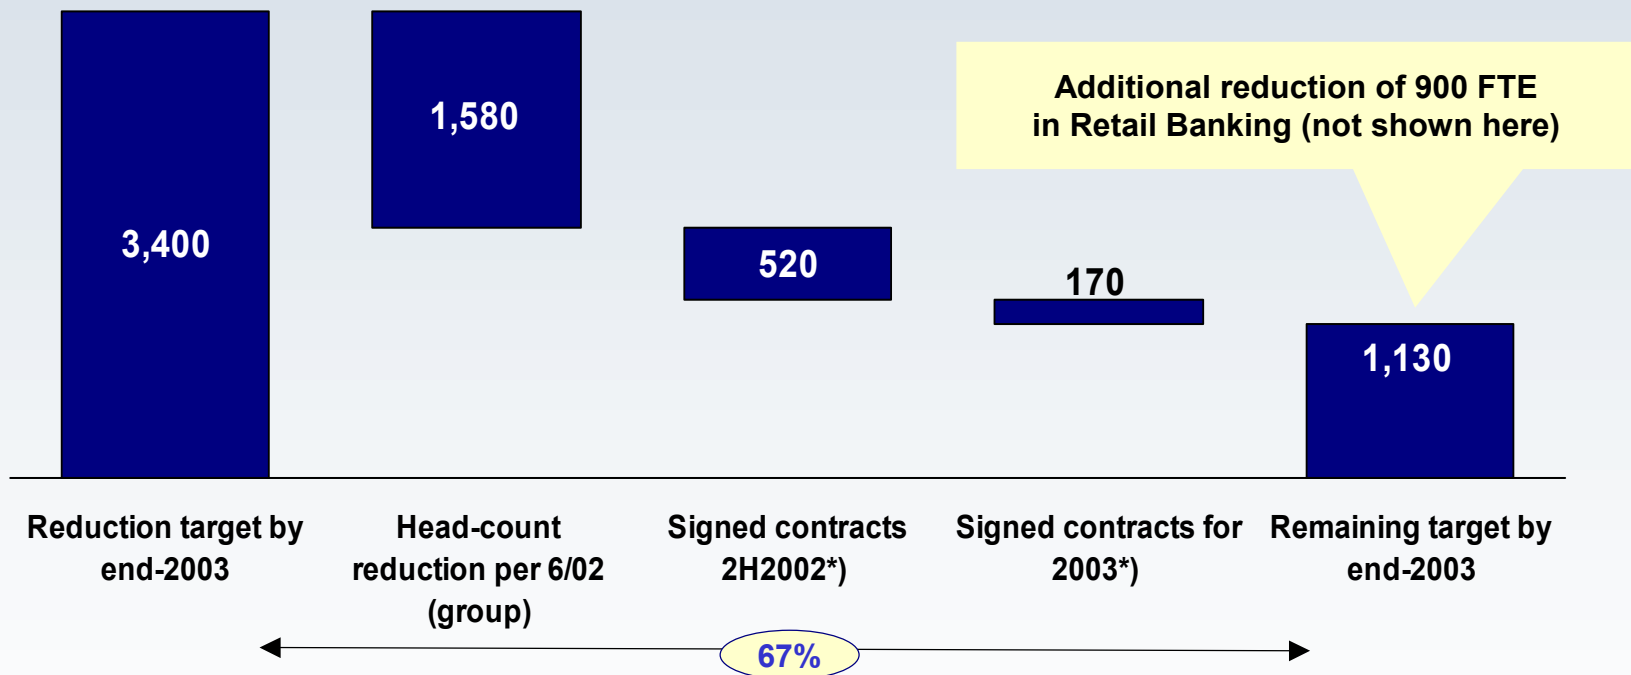 Additional reduction of 900 FTE
in Retail Banking (not shown here)
3,400
1,580
520
170
1,130
Reduction target by
end-2003
Head-count
reduction per 6/02
(group)
Signed contracts
2H2002*)
Signed contracts for
2003*)
Remaining target by
end-2003
67%